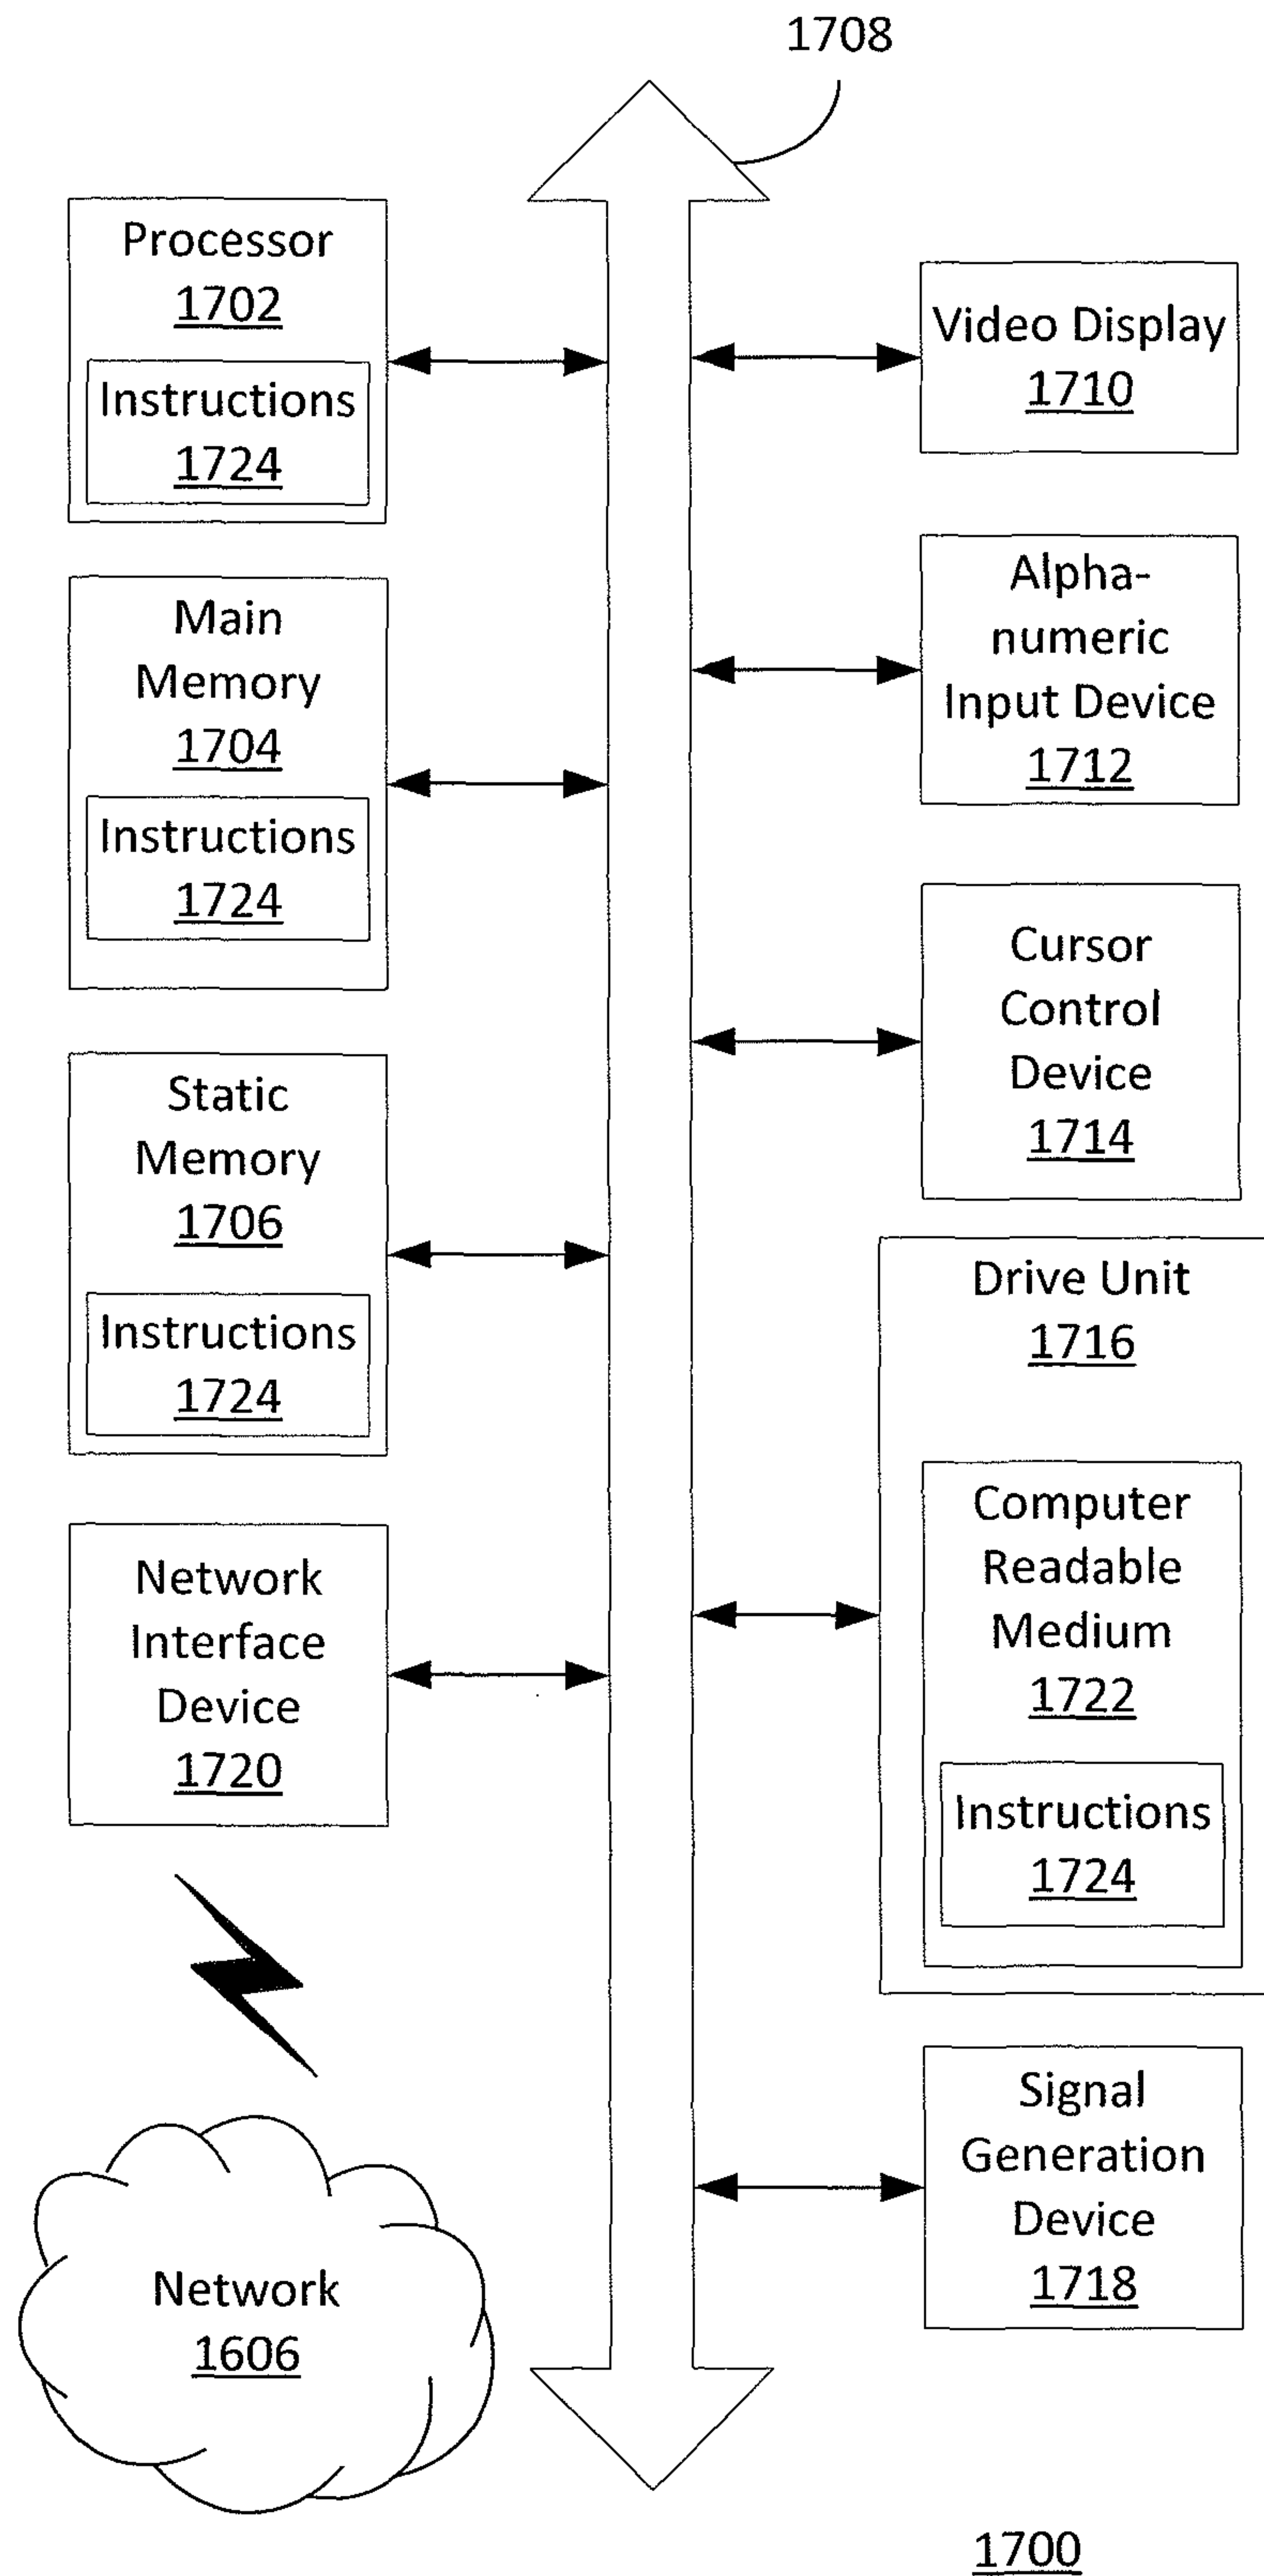 1708
Processor
1702
Instructions
1724
Main
Memory
1704
Instructions
1724
Static
Memory
1706
Instructions
1724
Network
Interface
Device
1720
Network
1606
Video Display
1710
Alpha-
numeric
Input Device
1712
Cursor
Control
Device
1714
Drive Unit
1716
Computer
Readable
Medium
1722
Instructions
1724
Signal
Generation
Device
1718
1700